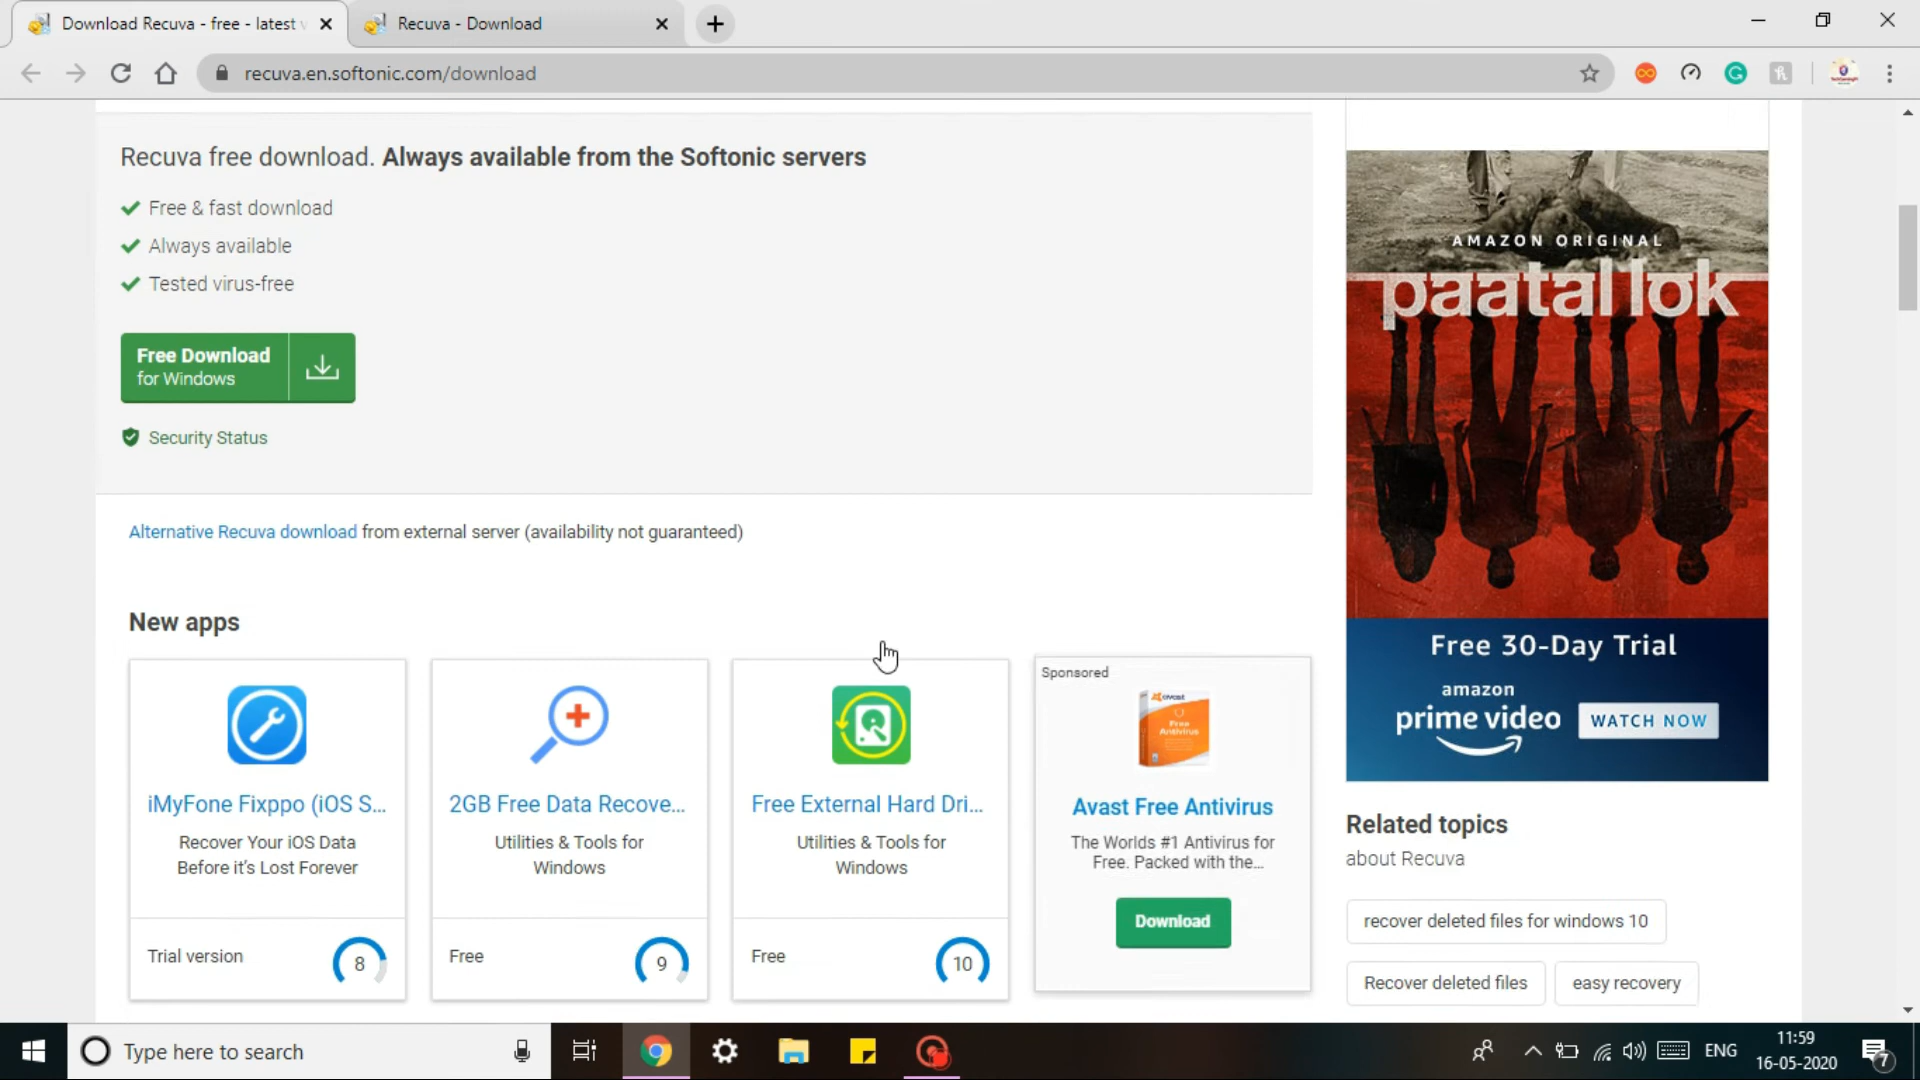 Download Recuva - free - latest v
Recuva - Download
recuva.en.softonic.com/download
Recuva free download. Always available from the Softonic servers
Free & fast download
Always available
Tested virus-free
Free Download
for Windows
Security Status
Alternative Recuva download from external server (availability not guaranteed)
New apps
iMyFone Fixppo (iOS S...
Recover Your iOS Data
Before it's Lost Forever
Trial version
8
2GB Free Data Recove...
Utilities & Tools for
Windows
Free
9
Free External Hard Dri...
Utilities & Tools for
Windows
Free
10
Sponsored
avast
Free
Antivirus
Avast Free Antivirus
The Worlds #1 Antivirus for
Free. Packed with the...
Download
AMAZON ORIGINAL
paatal lok
Free 30-Day Trial
amazon
prime video
WATCH NOW
Related topics
about Recuva
recover deleted files for windows 10
Recover deleted files
easy recovery
Type here to search
ENG
11:59
16-05-2020
7